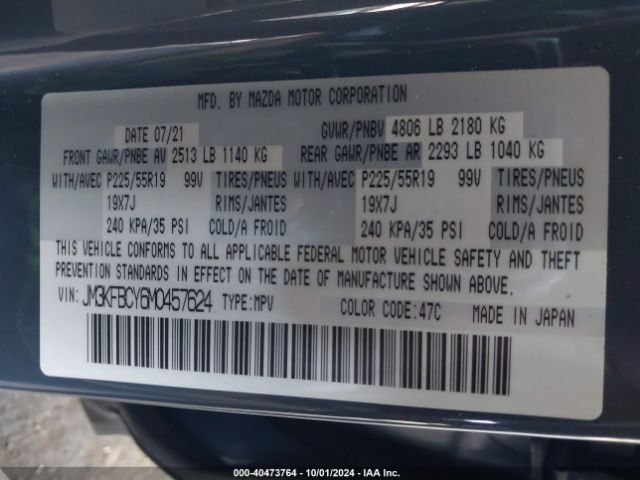 MFD. BY MAZDA MOTOR CORPORATION
DATE 07/21 GVWR/PNBV 4806 LB 2180 KG
FRONT GAWR/PNBE AV 2513 LB 1140 KG REAR GAWR/PNBE AR 2293 LB 1040 KG
WITH/AVEC P225/55R19 99V TIRES/PNEUS WITH/AVEC P225/55R19 99V TIRES/PNEUS
19X7J RIMS/JANTES 19X7J RIMS/JANTES
240 KPA/35 PSI COLD/A FROID 240 KPA/35 PSI COLD/A FROID
THIS VEHICLE CONFORMS TO ALL APPLICABLE FEDERAL MOTOR VEHICLE SAFETY AND THEFT
PREVENTION STANDARDS IN EFFECT ON THE DATE OF MANUFACTURE SHOWN ABOVE.
VIN: JM3KFBCY6M0457624 TYPE:MPV COLOR CODE:47C MADE IN JAPAN
000-40473764 - 10/01/2024 - IAA Inc.